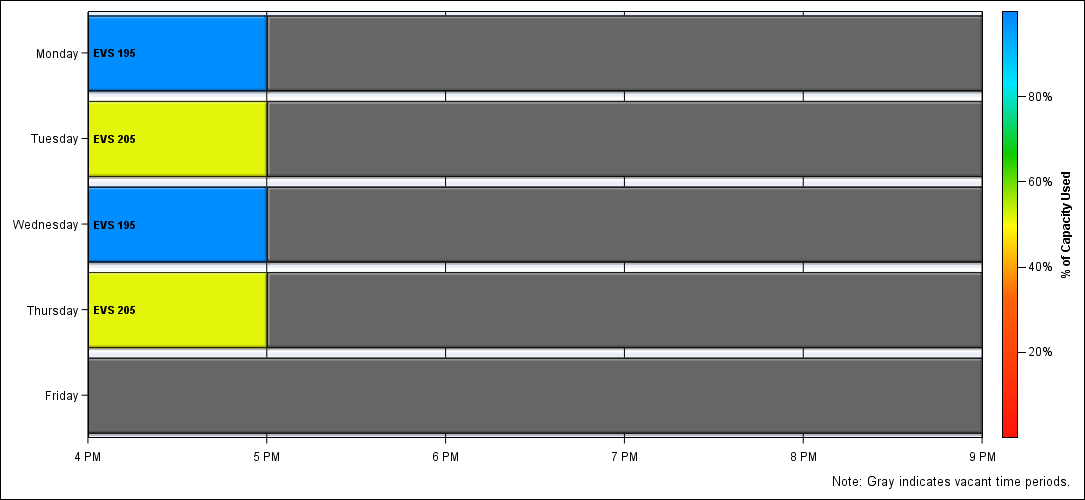 Monday
EVS 195
Tuesday
EVS 205
Wednesday
EVS 195
Thursday
EVS 205
Friday
4 PM
5 PM
6 PM
7 PM
8 PM
9 PM
80%
60%
40%
20%
% of Capacity Used
Note: Gray indicates vacant time periods.